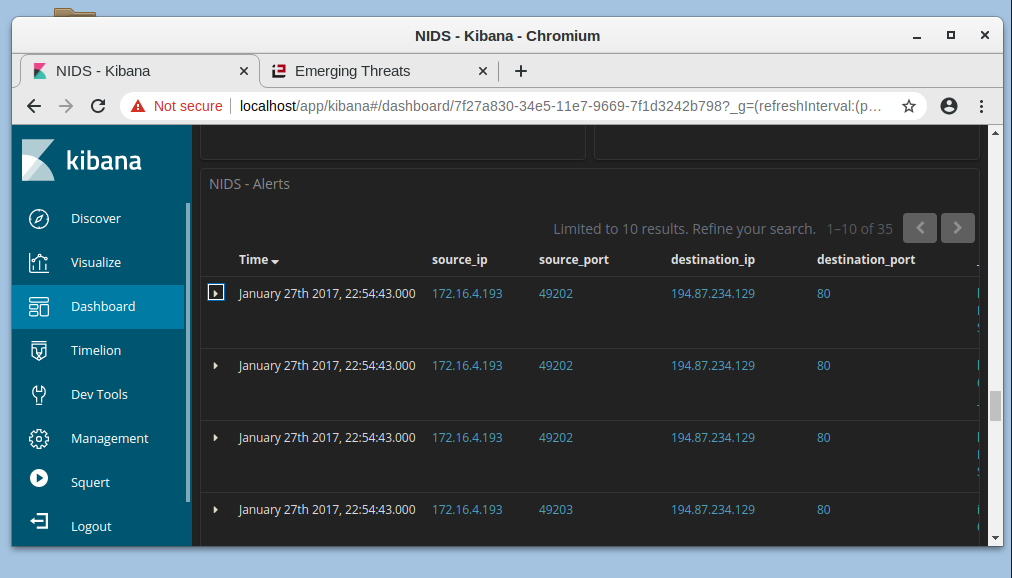 NIDS - Kibana - Chromium
NIDS - Kibana
Emerging Threats
Not secure
localhost/app/kibana#/dashboard/7f27a830-34e5-11e7-9669-7f1d3242b798?_g=(refreshInterval:(p…
kibana
Discover
Visualize
Dashboard
Timelion
Dev Tools
Management
Squert
Logout
NIDS - Alerts
Limited to 10 results. Refine your search. 1–10 of 35
Time source_ip source_port destination_ip destination_port
January 27th 2017, 22:54:43.000 172.16.4.193 49202 194.87.234.129 80
January 27th 2017, 22:54:43.000 172.16.4.193 49202 194.87.234.129 80
January 27th 2017, 22:54:43.000 172.16.4.193 49202 194.87.234.129 80
January 27th 2017, 22:54:43.000 172.16.4.193 49203 194.87.234.129 80